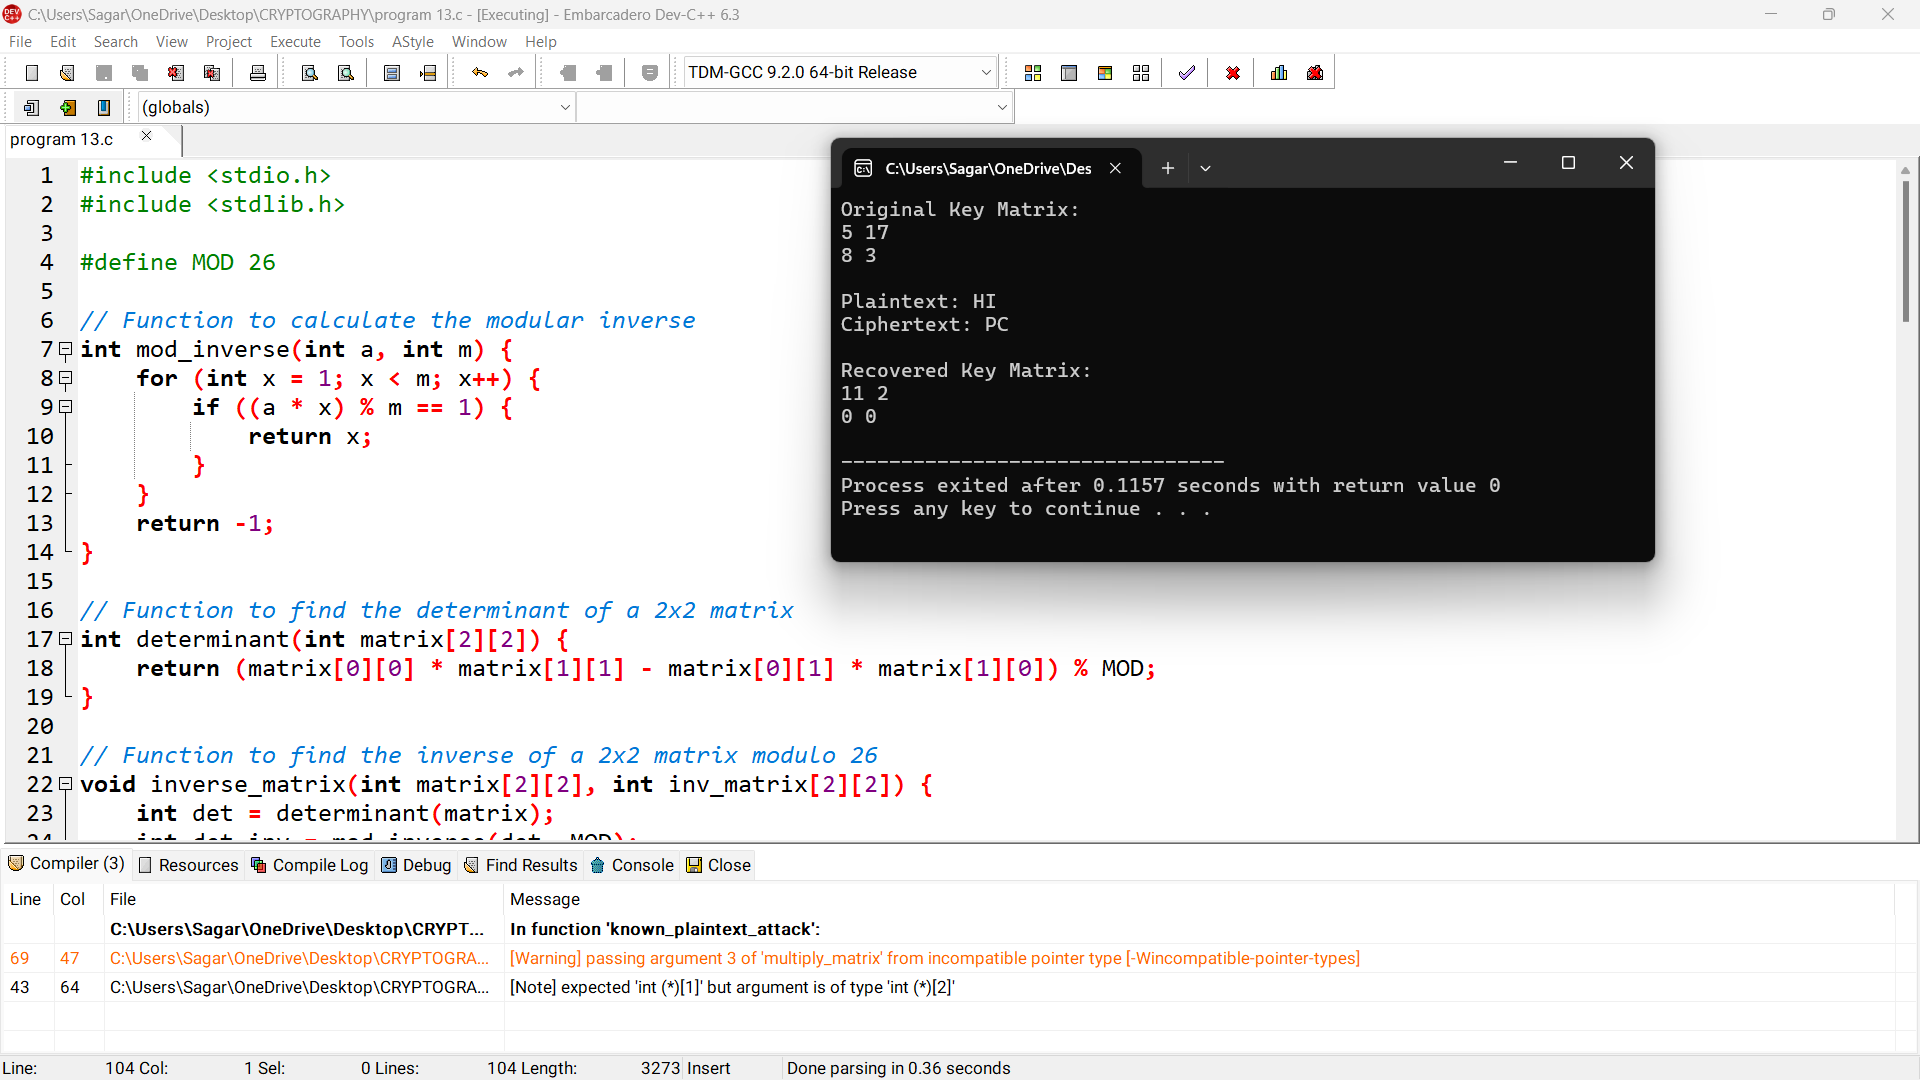 C:\Users\Sagar\OneDrive\Desktop\CRYPTOGRAPHY\program 13.c - [Executing] - Embarcadero Dev-C++ 6.3
File Edit Search View Project Execute Tools AStyle Window Help
TDM-GCC 9.2.0 64-bit Release
(globals)
program 13.c
1 #include <stdio.h>
2 #include <stdlib.h>
3
4 #define MOD 26
5
6 // Function to calculate the modular inverse
7 int mod_inverse(int a, int m) {
8 for (int x = 1; x < m; x++) {
9 if ((a * x) % m == 1) {
10 return x;
11 }
12 }
13 return -1;
14 }
15
16 // Function to find the determinant of a 2x2 matrix
17 int determinant(int matrix[2][2]) {
18 return (matrix[0][0] * matrix[1][1] - matrix[0][1] * matrix[1][0]) % MOD;
19 }
20
21 // Function to find the inverse of a 2x2 matrix modulo 26
22 void inverse_matrix(int matrix[2][2], int inv_matrix[2][2]) {
23 int det = determinant(matrix);
24 int det_inv = mod_inverse(det, MOD);
C:\Users\Sagar\OneDrive\Des
Original Key Matrix:
5 17
8 3
Plaintext: HI
Ciphertext: PC
Recovered Key Matrix:
11 2
0 0
--------------------------------
Process exited after 0.1157 seconds with return value 0
Press any key to continue . . .
Compiler (3) Resources Compile Log Debug Find Results Console Close
Line Col File Message
C:\Users\Sagar\OneDrive\Desktop\CRYPT... In function 'known_plaintext_attack':
69 47 C:\Users\Sagar\OneDrive\Desktop\CRYPTOGRA... [Warning] passing argument 3 of 'multiply_matrix' from incompatible pointer type [-Wincompatible-pointer-types]
43 64 C:\Users\Sagar\OneDrive\Desktop\CRYPTOGRA... [Note] expected 'int (*)[1]' but argument is of type 'int (*)[2]'
Line: 104 Col: 1 Sel: 0 Lines: 104 Length: 3273 Insert Done parsing in 0.36 seconds